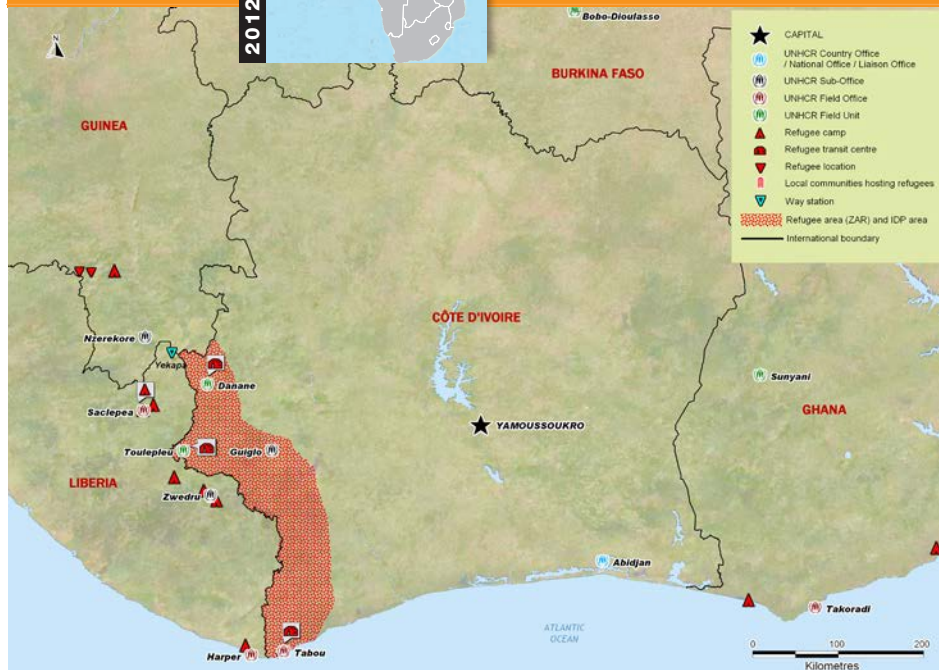 2012
Bobo-Dioulasso
N
BURKINA FASO
GUINEA
CAPITAL
UNHCR Country Office
/ National Office / Liaison Office
UNHCR Sub-Office
UNHCR Field Office
UNHCR Field Unit
Refugee camp
Refugee transit centre
Refugee location
Local communities hosting refugees
Way station
Refugee area (ZAR) and IDP area
International boundary
CÔTE D'IVOIRE
Nzerekore
Yekapa
Danane
Sunyani
Saclepea
GHANA
YAMOUSSOUKRO
Toulepleu
Guiglo
LIBERIA
Zwedru
Abidjan
Takoradi
ATLANTIC
OCEAN
Harper
Tabou
0 100 200
Kilometres